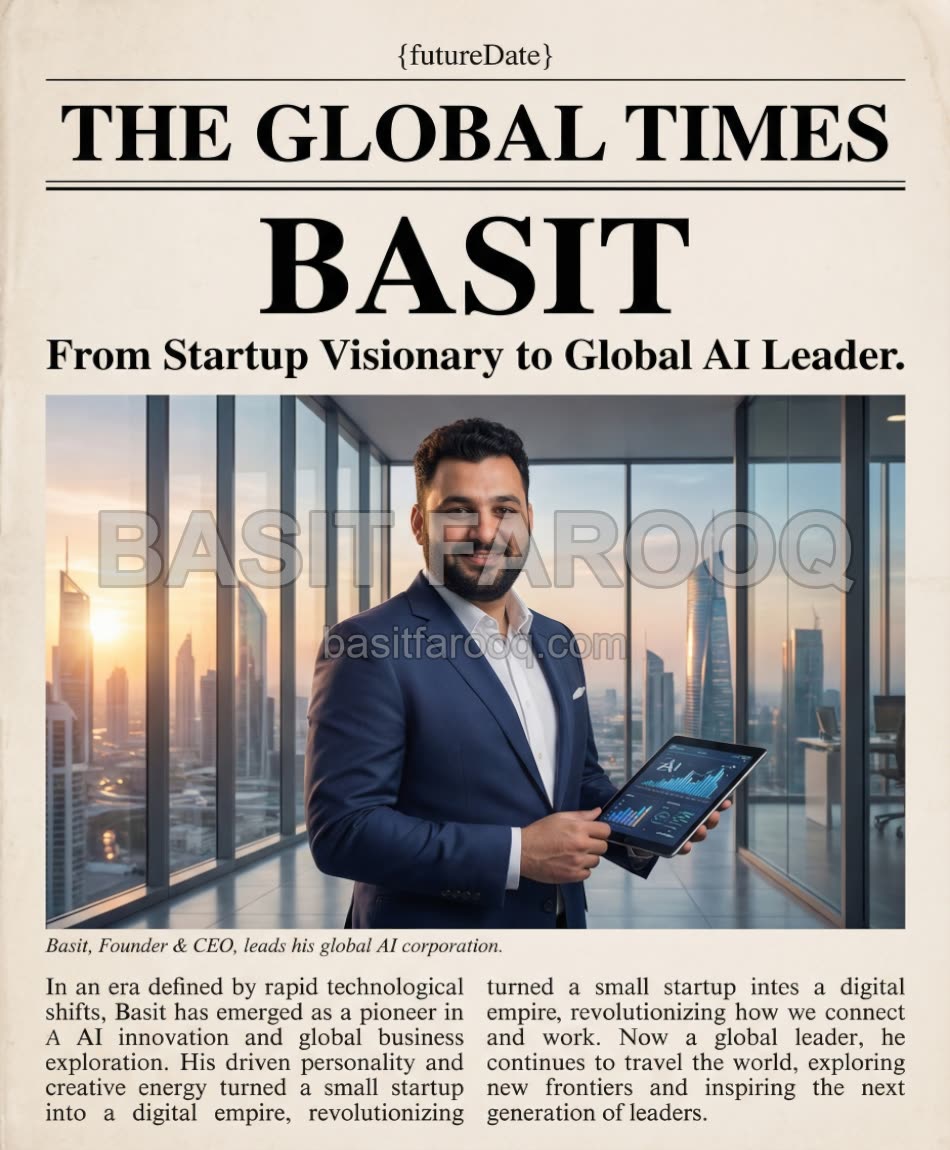 {futureDate}
THE GLOBAL TIMES
BASIT
From Startup Visionary to Global AI Leader.
BASIT FAROOQ
basitfarooq.com
AI
Basit, Founder & CEO, leads his global AI corporation.
In an era defined by rapid technological
shifts, Basit has emerged as a pioneer in
A AI innovation and global business
exploration. His driven personality and
creative energy turned a small startup
into a digital empire, revolutionizing
turned a small startup intes a digital
empire, revolutionizing how we connect
and work. Now a global leader, he
continues to travel the world, exploring
new frontiers and inspiring the next
generation of leaders.